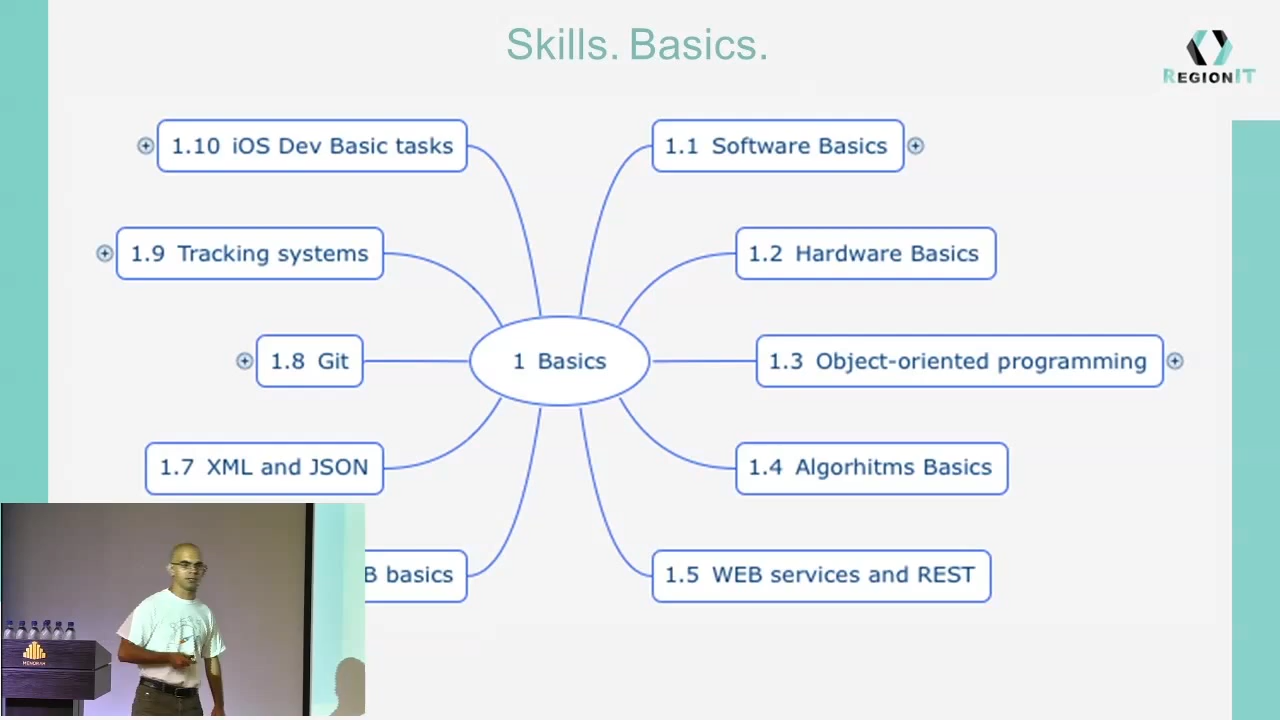 Skills. Basics.
REGIONIT
1.10 iOS Dev Basic tasks
1.1 Software Basics
1.9 Tracking systems
1.2 Hardware Basics
1.8 Git
1 Basics
1.3 Object-oriented programming
1.7 XML and JSON
1.4 Algorhitms Basics
B basics
1.5 WEB services and REST
MENORAH